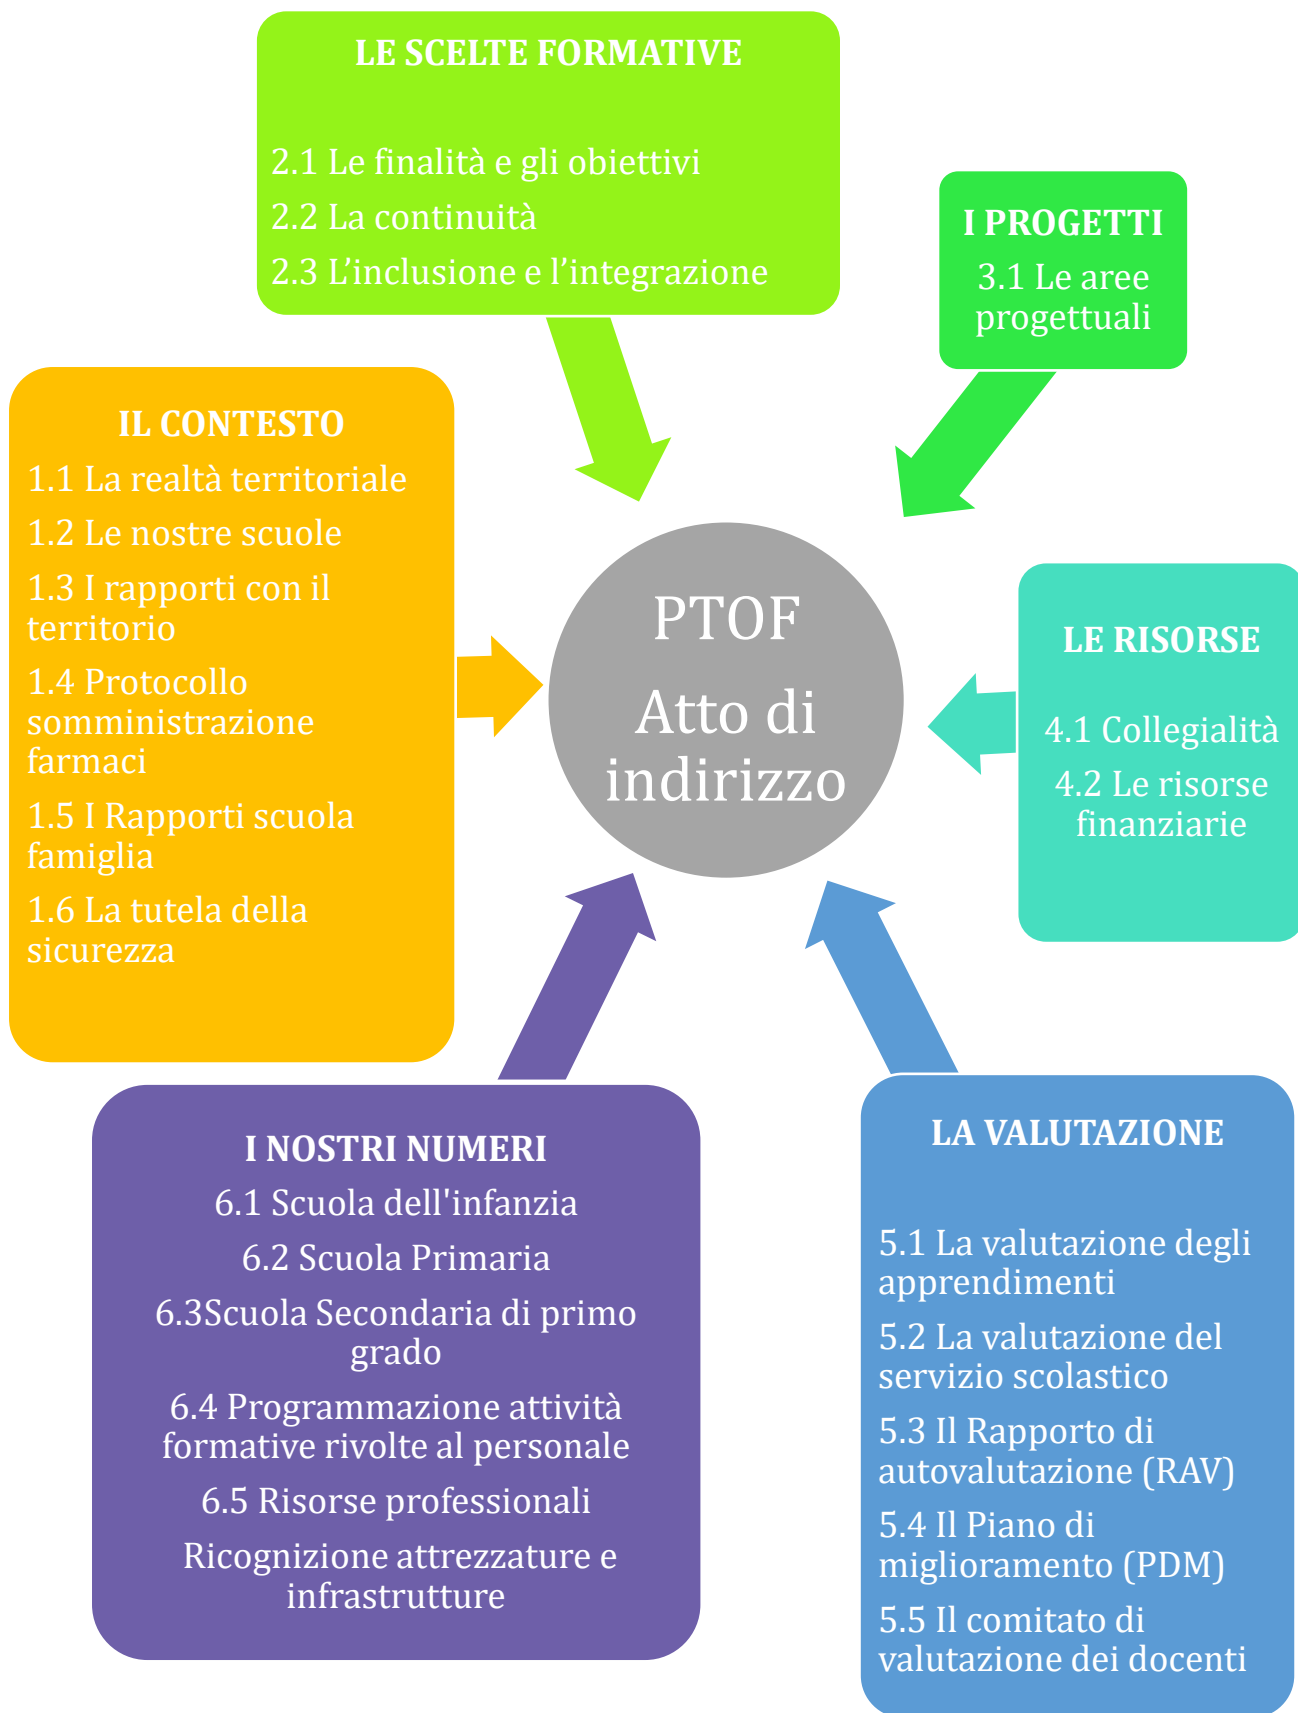 LE SCELTE FORMATIVE
2.1 Le finalità e gli obiettivi
2.2 La continuità
2.3 L’inclusione e l’integrazione
I PROGETTI
3.1 Le aree
progettuali
IL CONTESTO
1.1 La realtà territoriale
1.2 Le nostre scuole
1.3 I rapporti con il
territorio
1.4 Protocollo
somministrazione
farmaci
1.5 I Rapporti scuola
famiglia
1.6 La tutela della
sicurezza
PTOF
Atto di
indirizzo
LE RISORSE
4.1 Collegialità
4.2 Le risorse
finanziarie
I NOSTRI NUMERI
6.1 Scuola dell'infanzia
6.2 Scuola Primaria
6.3Scuola Secondaria di primo
grado
6.4 Programmazione attività
formative rivolte al personale
6.5 Risorse professionali
Ricognizione attrezzature e
infrastrutture
LA VALUTAZIONE
5.1 La valutazione degli
apprendimenti
5.2 La valutazione del
servizio scolastico
5.3 Il Rapporto di
autovalutazione (RAV)
5.4 Il Piano di
miglioramento (PDM)
5.5 Il comitato di
valutazione dei docenti